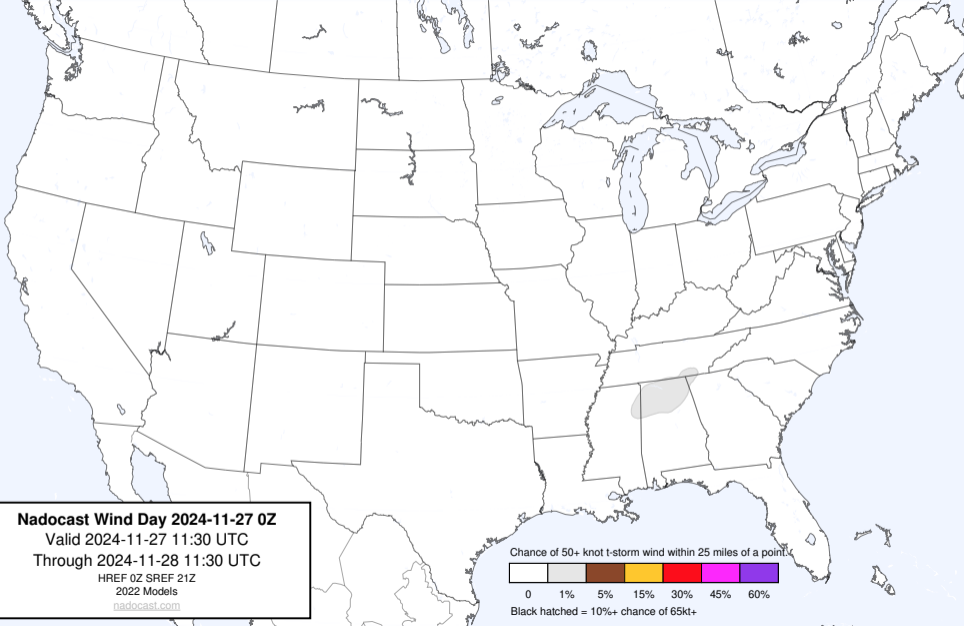 Nadocast Wind Day 2024-11-27 0Z
Valid 2024-11-27 11:30 UTC
Through 2024-11-28 11:30 UTC
HREF 0Z SREF 21Z
2022 Models
nadocast.com
Chance of 50+ knot t-storm wind within 25 miles of a point.
0 1% 5% 15% 30% 45% 60%
Black hatched = 10%+ chance of 65kt+